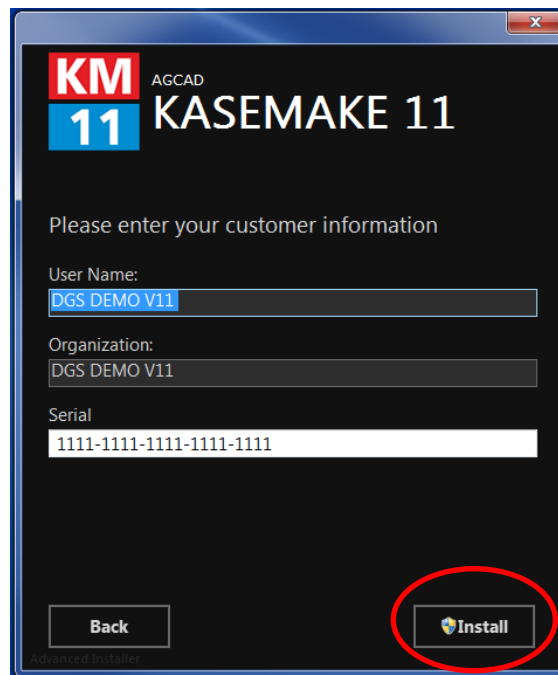 KM
11
AGCAD
KASEMAKE 11
Please enter your customer information
User Name:
DGS DEMO V11
Organization:
DGS DEMO V11
Serial
1111-1111-1111-1111-1111
Back
Install
Advanced Installer